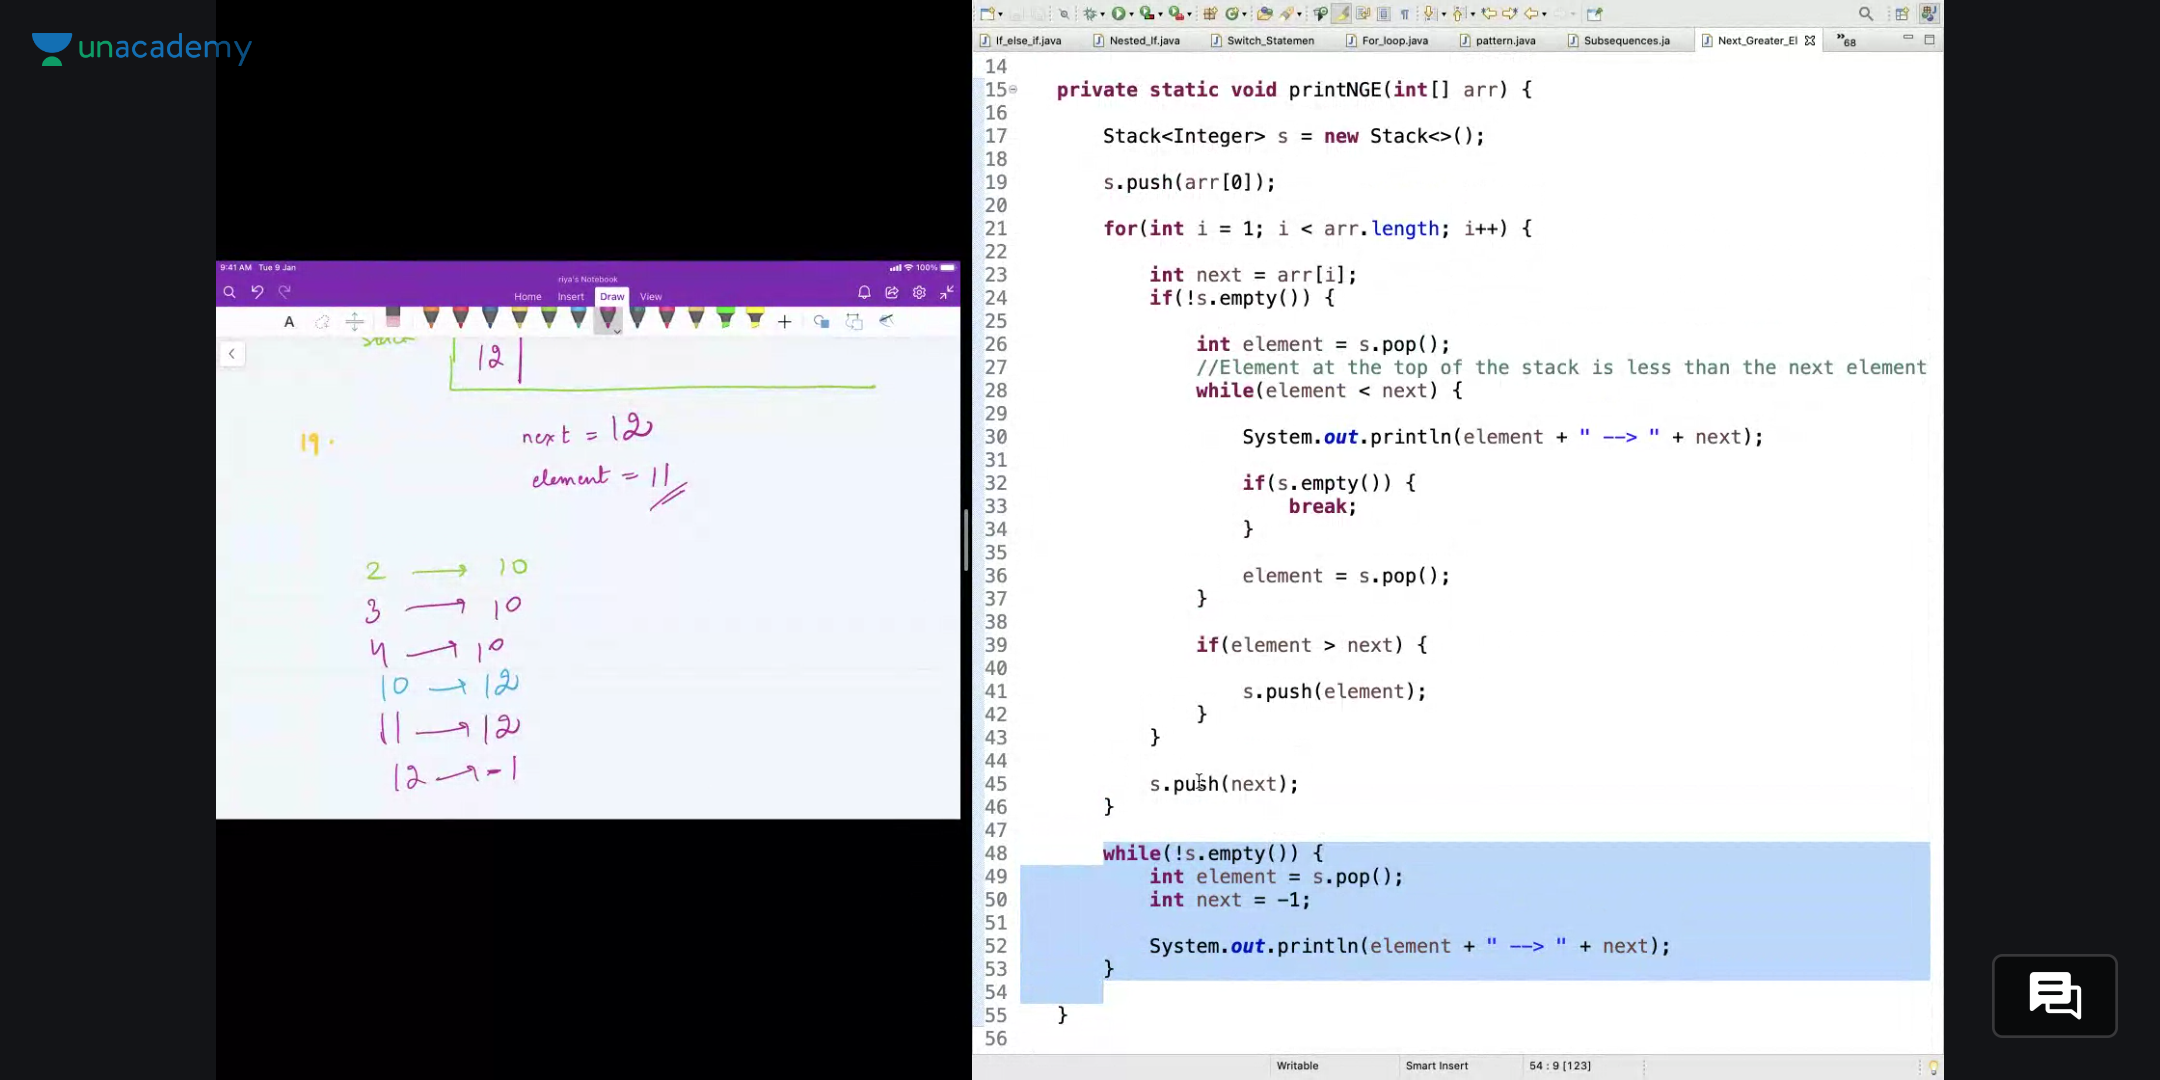 unacademy
If_else_if.java
Nested_If.java
Switch_Statemen
For_loop.java
pattern.java
Subsequences.ja
Next_Greater_El
»68
9:41 AM Tue 9 Jan
riya's Notebook
100%
Home Insert Draw View
A
stack
12
19.
next = 12
element = 11
2 → 10
3 → 10
4 → 10
10 → 12
11 → 12
12 → -1
14
15 private static void printNGE(int[] arr) {
16
17 Stack<Integer> s = new Stack<>();
18
19 s.push(arr[0]);
20
21 for(int i = 1; i < arr.length; i++) {
22
23 int next = arr[i];
24 if(!s.empty()) {
25
26 int element = s.pop();
27 //Element at the top of the stack is less than the next element
28 while(element < next) {
29
30 System.out.println(element + " --> " + next);
31
32 if(s.empty()) {
33 break;
34 }
35
36 element = s.pop();
37 }
38
39 if(element > next) {
40
41 s.push(element);
42 }
43 }
44
45 s.push(next);
46 }
47
48 while(!s.empty()) {
49 int element = s.pop();
50 int next = -1;
51
52 System.out.println(element + " --> " + next);
53 }
54
55 }
56
Writable Smart Insert 54 : 9 [123]